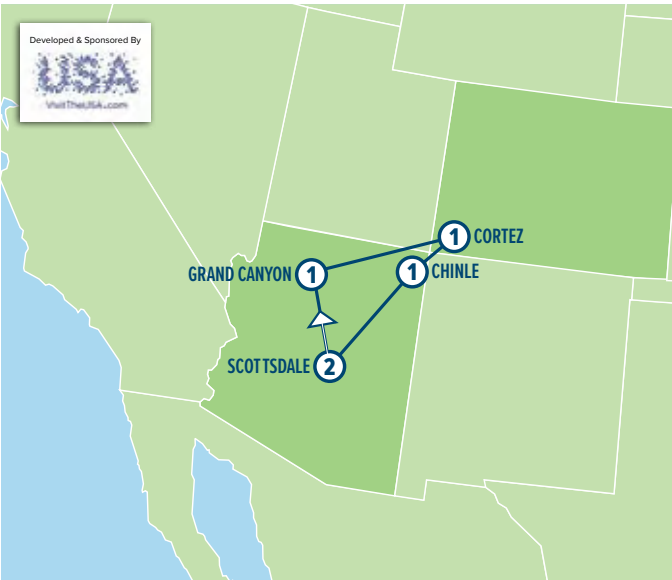 Developed & Sponsored By
USA
VisitTheUSA.com
1 CORTEZ
GRAND CANYON 1
1 CHINLE
SCOTTSDALE 2